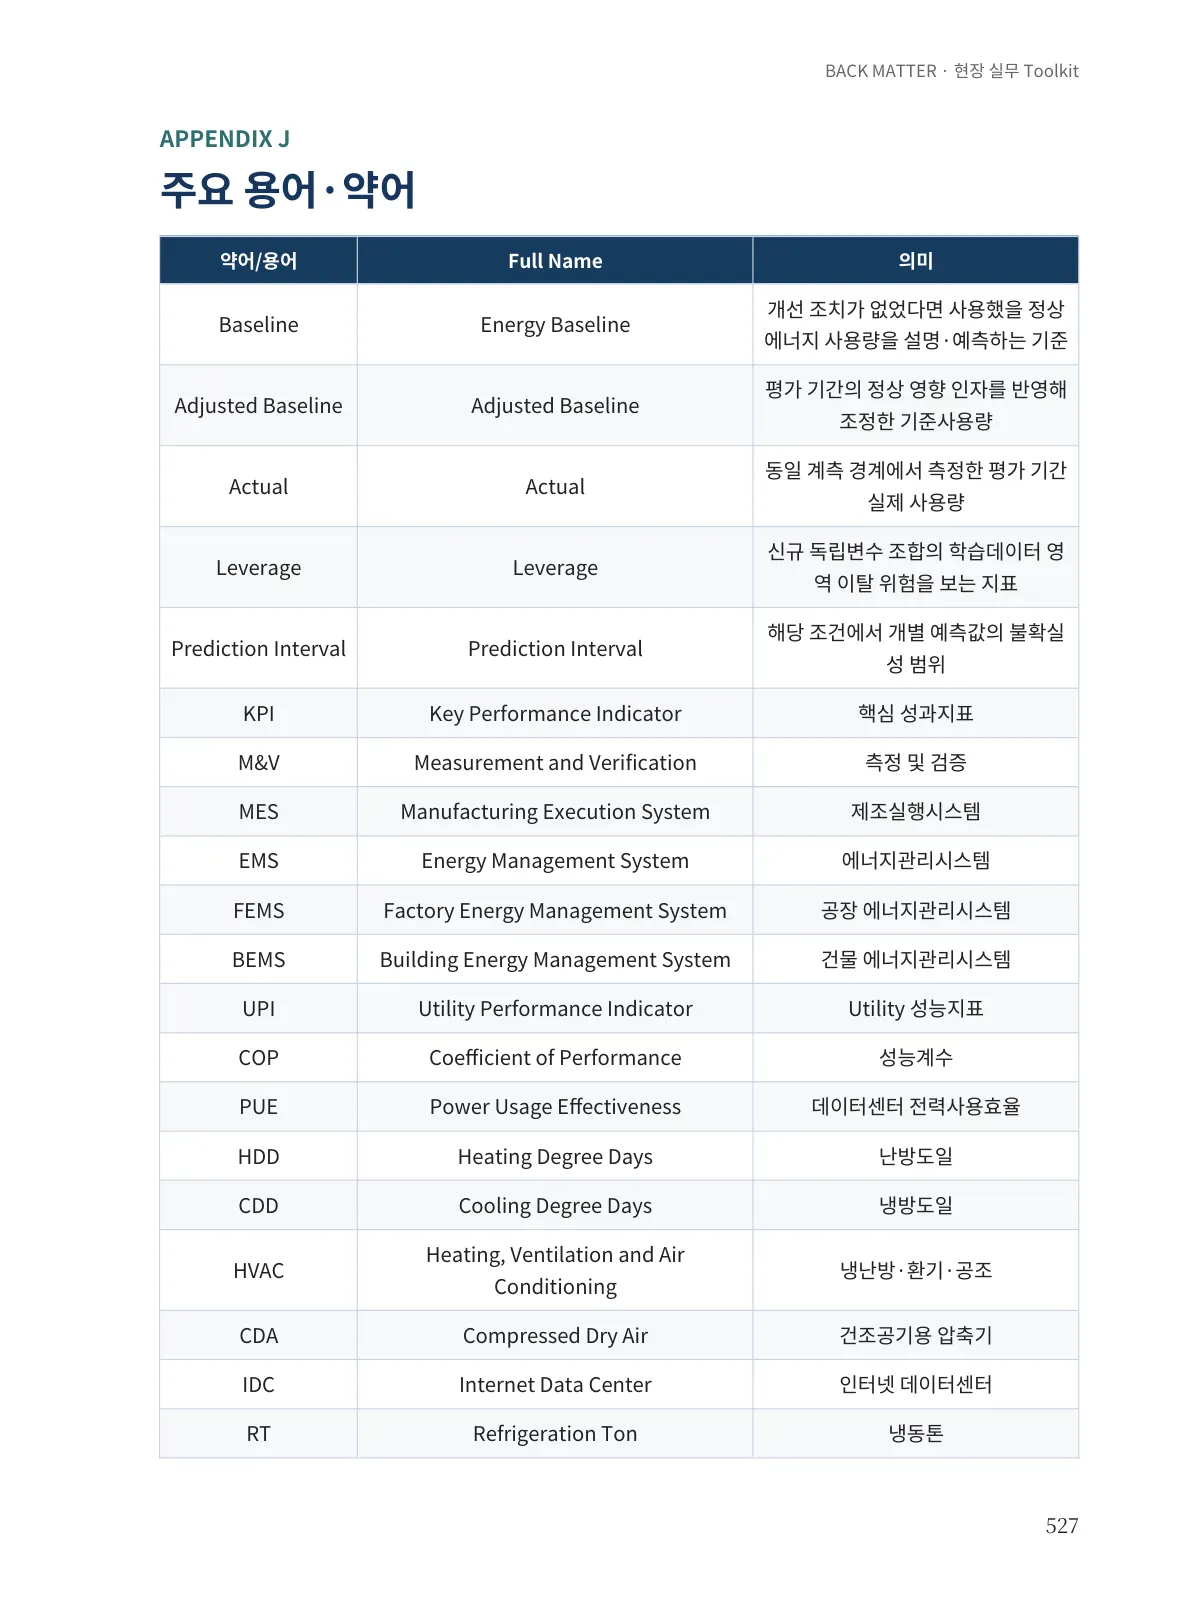 BACK MATTER · 현장 실무 Toolkit
APPENDIX J
주요 용어·약어
약어/용어 Full Name 의미
Baseline Energy Baseline 개선 조치가 없었다면 사용했을 정상
에너지 사용량을 설명·예측하는 기준
Adjusted Baseline Adjusted Baseline 평가 기간의 정상 영향 인자를 반영해
조정한 기준사용량
Actual Actual 동일 계측 경계에서 측정한 평가 기간
실제 사용량
Leverage Leverage 신규 독립변수 조합의 학습데이터 영
역 이탈 위험을 보는 지표
Prediction Interval Prediction Interval 해당 조건에서 개별 예측값의 불확실
성 범위
KPI Key Performance Indicator 핵심 성과지표
M&V Measurement and Verification 측정 및 검증
MES Manufacturing Execution System 제조실행시스템
EMS Energy Management System 에너지관리시스템
FEMS Factory Energy Management System 공장 에너지관리시스템
BEMS Building Energy Management System 건물 에너지관리시스템
UPI Utility Performance Indicator Utility 성능지표
COP Coefficient of Performance 성능계수
PUE Power Usage Effectiveness 데이터센터 전력사용효율
HDD Heating Degree Days 난방도일
CDD Cooling Degree Days 냉방도일
HVAC Heating, Ventilation and Air
Conditioning 냉난방·환기·공조
CDA Compressed Dry Air 건조공기용 압축기
IDC Internet Data Center 인터넷 데이터센터
RT Refrigeration Ton 냉동톤
527